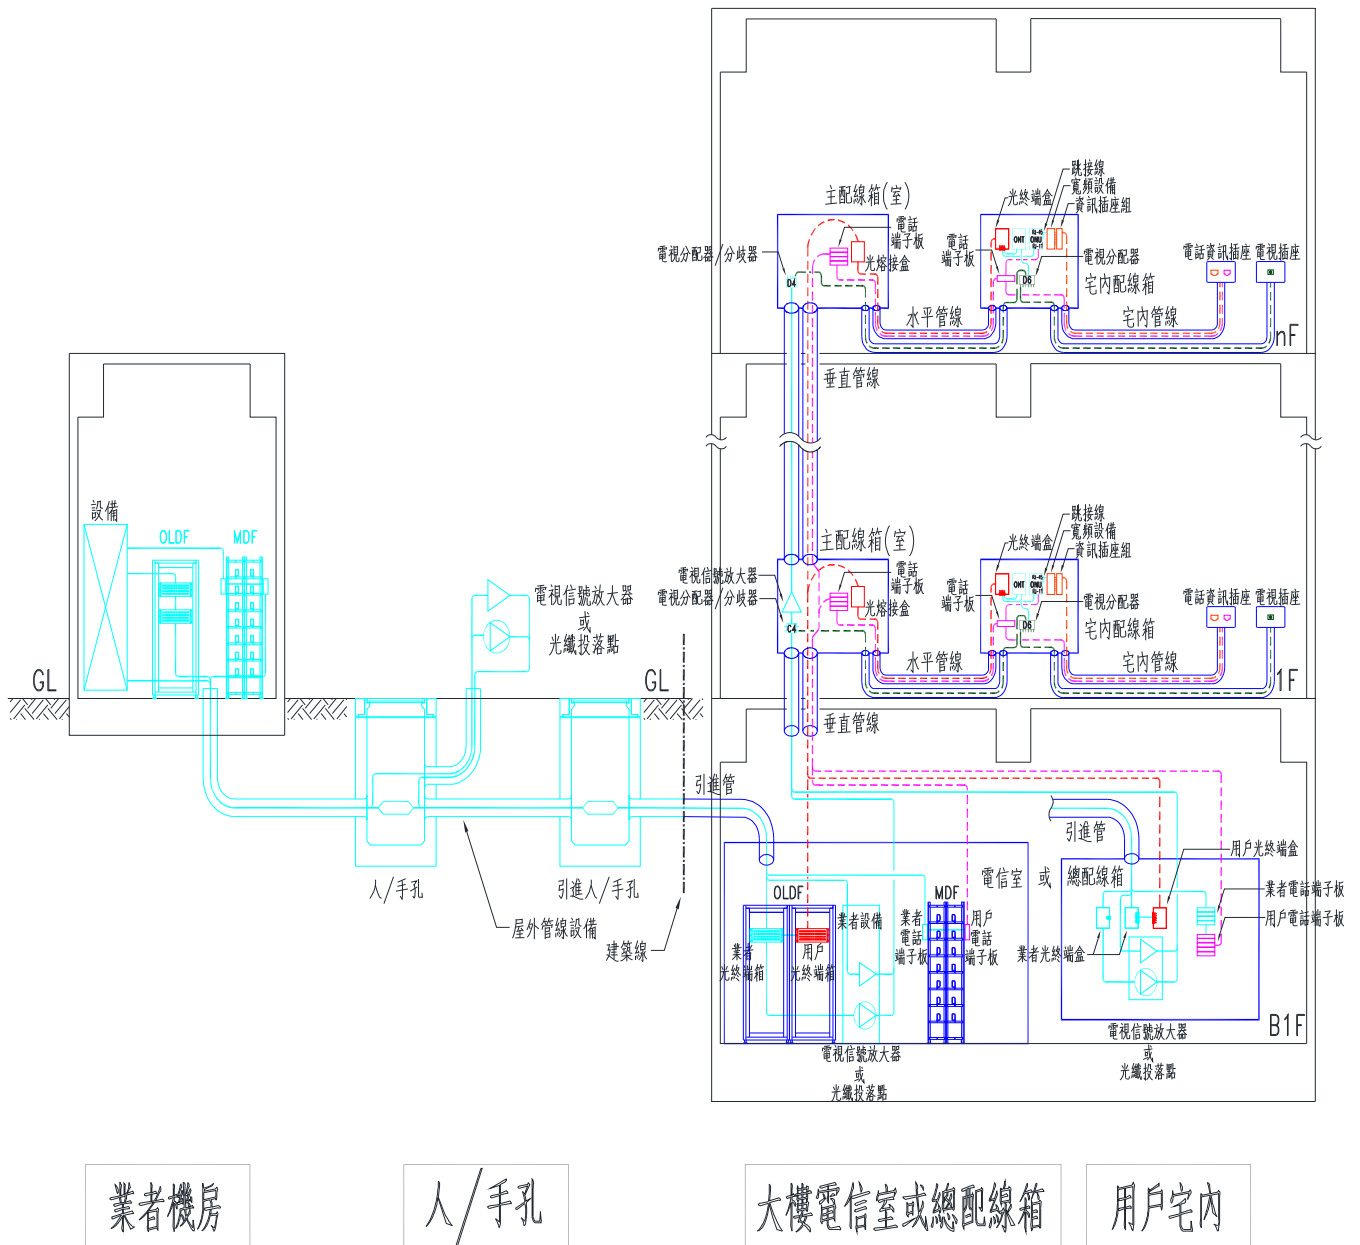 跳接線
寬頻設備
資訊插座組
光終端盒
主配線箱(室)
電話
端子板
電視分配器/分歧器
光熔接盒
D4
電話
端子板
ONT
ONU
D6
電視分配器
宅內配線箱
電話資訊插座
電視插座
水平管線
宅內管線
nF
垂直管線
跳接線
寬頻設備
資訊插座組
光終端盒
主配線箱(室)
電視信號放大器
電視分配器/分歧器
電話
端子板
光熔接盒
C4
電話
端子板
ONT
ONU
D6
電視分配器
宅內配線箱
電話資訊插座
電視插座
水平管線
宅內管線
1F
垂直管線
設備
OLDF
MDF
電視信號放大器
或
光纖投落點
GL
GL
引進管
引進管
人/手孔
引進人/手孔
屋外管線設備
建築線
電信室
或
總配線箱
用戶光終端盒
業者電話端子板
用戶電話端子板
業者光終端盒
OLDF
MDF
業者設備
業者
電話
端子板
用戶
電話
端子板
業者
光終端箱
用戶
光終端箱
電視信號放大器
或
光纖投落點
電視信號放大器
或
光纖投落點
B1F
業者機房
人/手孔
大樓電信室或總配線箱
用戶宅內